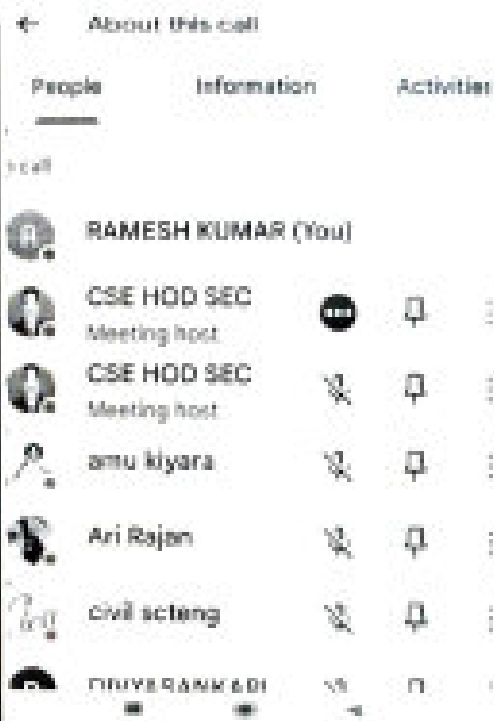 About this call
People Information Activities
call
RAMESH KUMAR (You)
CSE HOD SEC
Meeting host
CSE HOD SEC
Meeting host
amu kiyara
Ari Rajan
civil scteng